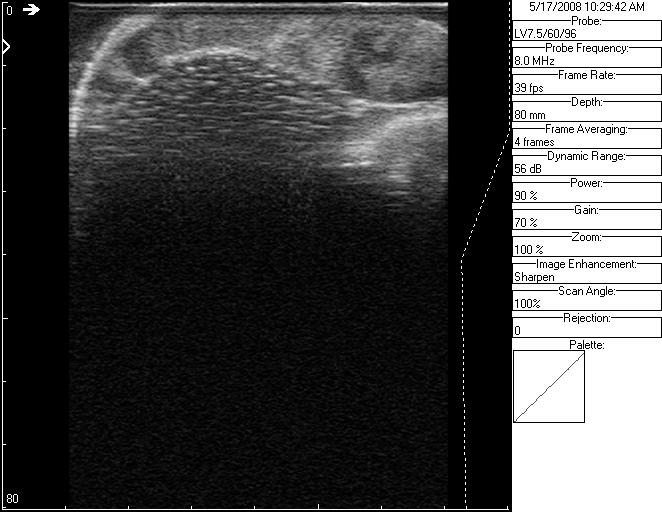 0
80
5/17/2008 10:29:42 AM
Probe:
LV7.5/60/96
Probe Frequency:
8.0 MHz
Frame Rate:
39 fps
Depth:
80 mm
Frame Averaging:
4 frames
Dynamic Range:
56 dB
Power:
90 %
Gain:
70 %
Zoom:
100 %
Image Enhancement:
Sharpen
Scan Angle:
100%
Rejection:
0
Palette: